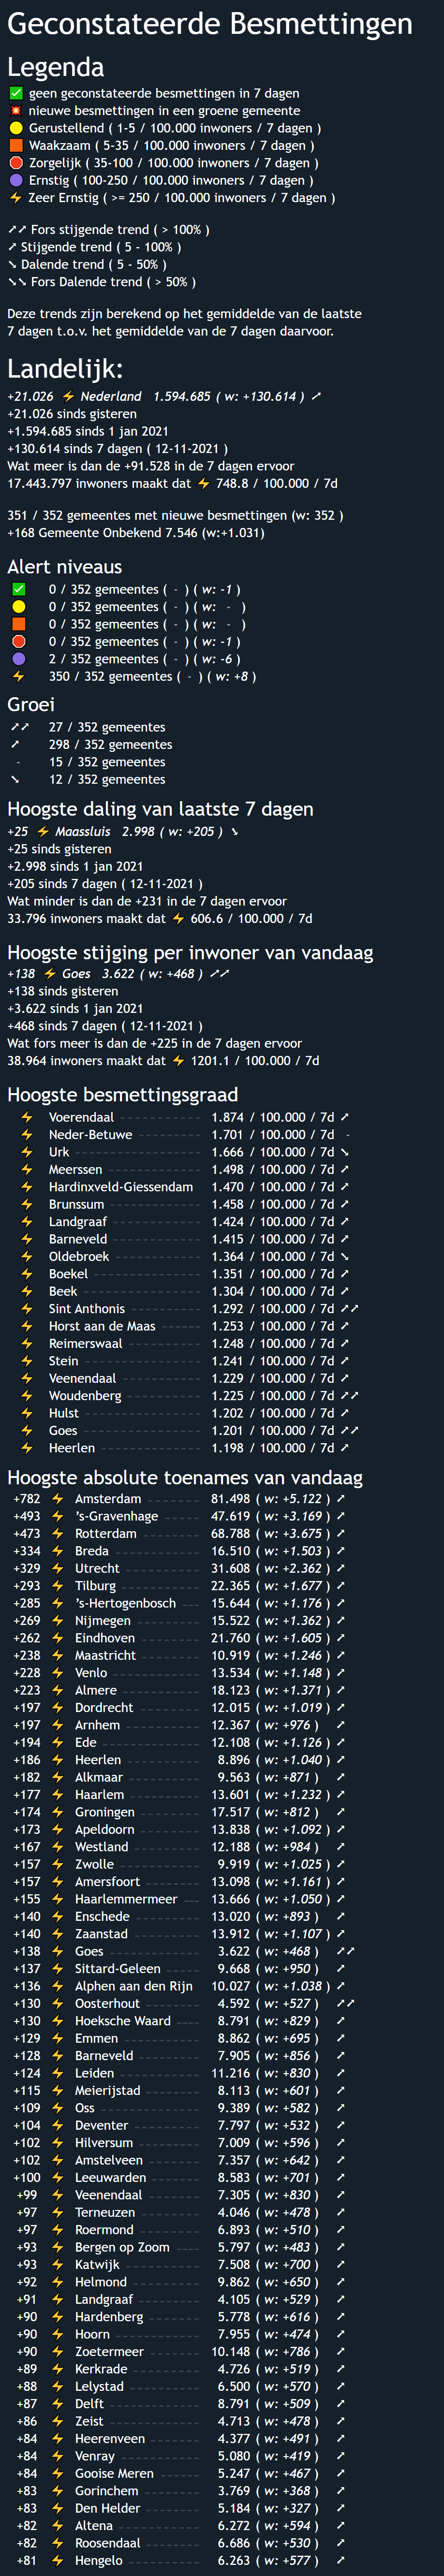 Geconstateerde Besmettingen
Legenda
✅ geen geconstateerde besmettingen in 7 dagen
💥 nieuwe besmettingen in een groene gemeente
🟡 Gerustellend ( 1-5 / 100.000 inwoners / 7 dagen )
🟧 Waakzaam ( 5-35 / 100.000 inwoners / 7 dagen )
🛑 Zorgelijk ( 35-100 / 100.000 inwoners / 7 dagen )
🟣 Ernstig ( 100-250 / 100.000 inwoners / 7 dagen )
⚡ Zeer Ernstig ( >= 250 / 100.000 inwoners / 7 dagen )
➚➚ Fors stijgende trend ( > 100% )
➚ Stijgende trend ( 5 - 100% )
➘ Dalende trend ( 5 - 50% )
➘➘ Fors Dalende trend ( > 50% )
Deze trends zijn berekend op het gemiddelde van de laatste
7 dagen t.o.v. het gemiddelde van de 7 dagen daarvoor.
Landelijk:
+21.026 ⚡ Nederland 1.594.685 ( w: +130.614 ) ➚
+21.026 sinds gisteren
+1.594.685 sinds 1 jan 2021
+130.614 sinds 7 dagen ( 12-11-2021 )
Wat meer is dan de +91.528 in de 7 dagen ervoor
17.443.797 inwoners maakt dat ⚡ 748.8 / 100.000 / 7d
351 / 352 gemeentes met nieuwe besmettingen (w: 352 )
+168 Gemeente Onbekend 7.546 (w:+1.031)
Alert niveaus
✅ 0 / 352 gemeentes ( - ) ( w: -1 )
🟡 0 / 352 gemeentes ( - ) ( w: - )
🟧 0 / 352 gemeentes ( - ) ( w: - )
🛑 0 / 352 gemeentes ( - ) ( w: -1 )
🟣 2 / 352 gemeentes ( - ) ( w: -6 )
⚡ 350 / 352 gemeentes ( - ) ( w: +8 )
Groei
➚➚ 27 / 352 gemeentes
➚ 298 / 352 gemeentes
- 15 / 352 gemeentes
➘ 12 / 352 gemeentes
Hoogste daling van laatste 7 dagen
+25 ⚡ Maassluis 2.998 ( w: +205 ) ➘
+25 sinds gisteren
+2.998 sinds 1 jan 2021
+205 sinds 7 dagen ( 12-11-2021 )
Wat minder is dan de +231 in de 7 dagen ervoor
33.796 inwoners maakt dat ⚡ 606.6 / 100.000 / 7d
Hoogste stijging per inwoner van vandaag
+138 ⚡ Goes 3.622 ( w: +468 ) ➚➚
+138 sinds gisteren
+3.622 sinds 1 jan 2021
+468 sinds 7 dagen ( 12-11-2021 )
Wat fors meer is dan de +225 in de 7 dagen ervoor
38.964 inwoners maakt dat ⚡ 1201.1 / 100.000 / 7d
Hoogste besmettingsgraad
⚡ Voerendaal 1.874 / 100.000 / 7d ➚
⚡ Neder-Betuwe 1.701 / 100.000 / 7d -
⚡ Urk 1.666 / 100.000 / 7d ➘
⚡ Meerssen 1.498 / 100.000 / 7d ➚
⚡ Hardinxveld-Giessendam 1.470 / 100.000 / 7d ➚
⚡ Brunssum 1.458 / 100.000 / 7d ➚
⚡ Landgraaf 1.424 / 100.000 / 7d ➚
⚡ Barneveld 1.415 / 100.000 / 7d ➚
⚡ Oldebroek 1.364 / 100.000 / 7d ➘
⚡ Boekel 1.351 / 100.000 / 7d ➚
⚡ Beek 1.304 / 100.000 / 7d ➚
⚡ Sint Anthonis 1.292 / 100.000 / 7d ➚➚
⚡ Horst aan de Maas 1.253 / 100.000 / 7d ➚
⚡ Reimerswaal 1.248 / 100.000 / 7d ➚
⚡ Stein 1.241 / 100.000 / 7d ➚
⚡ Veenendaal 1.229 / 100.000 / 7d ➚
⚡ Woudenberg 1.225 / 100.000 / 7d ➚➚
⚡ Hulst 1.202 / 100.000 / 7d ➚
⚡ Goes 1.201 / 100.000 / 7d ➚➚
⚡ Heerlen 1.198 / 100.000 / 7d ➚
Hoogste absolute toenames van vandaag
+782 ⚡ Amsterdam 81.498 ( w: +5.122 ) ➚
+493 ⚡ 's-Gravenhage 47.619 ( w: +3.169 ) ➚
+473 ⚡ Rotterdam 68.788 ( w: +3.675 ) ➚
+334 ⚡ Breda 16.510 ( w: +1.503 ) ➚
+329 ⚡ Utrecht 31.608 ( w: +2.362 ) ➚
+293 ⚡ Tilburg 22.365 ( w: +1.677 ) ➚
+285 ⚡ 's-Hertogenbosch 15.644 ( w: +1.176 ) ➚
+269 ⚡ Nijmegen 15.522 ( w: +1.362 ) ➚
+262 ⚡ Eindhoven 21.760 ( w: +1.605 ) ➚
+238 ⚡ Maastricht 10.919 ( w: +1.246 ) ➚
+228 ⚡ Venlo 13.534 ( w: +1.148 ) ➚
+223 ⚡ Almere 18.123 ( w: +1.371 ) ➚
+197 ⚡ Dordrecht 12.015 ( w: +1.019 ) ➚
+197 ⚡ Arnhem 12.367 ( w: +976 ) ➚
+194 ⚡ Ede 12.108 ( w: +1.126 ) ➚
+186 ⚡ Heerlen 8.896 ( w: +1.040 ) ➚
+182 ⚡ Alkmaar 9.563 ( w: +871 ) ➚
+177 ⚡ Haarlem 13.601 ( w: +1.232 ) ➚
+174 ⚡ Groningen 17.517 ( w: +812 ) ➚
+173 ⚡ Apeldoorn 13.838 ( w: +1.092 ) ➚
+167 ⚡ Westland 12.188 ( w: +984 ) ➚
+157 ⚡ Zwolle 9.919 ( w: +1.025 ) ➚
+157 ⚡ Amersfoort 13.098 ( w: +1.161 ) ➚
+155 ⚡ Haarlemmermeer 13.666 ( w: +1.050 ) ➚
+140 ⚡ Enschede 13.020 ( w: +893 ) ➚
+140 ⚡ Zaanstad 13.912 ( w: +1.107 ) ➚
+138 ⚡ Goes 3.622 ( w: +468 ) ➚➚
+137 ⚡ Sittard-Geleen 9.668 ( w: +950 ) ➚
+136 ⚡ Alphen aan den Rijn 10.027 ( w: +1.038 ) ➚
+130 ⚡ Oosterhout 4.592 ( w: +527 ) ➚➚
+130 ⚡ Hoeksche Waard 8.791 ( w: +829 ) ➚
+129 ⚡ Emmen 8.862 ( w: +695 ) ➚
+128 ⚡ Barneveld 7.905 ( w: +856 ) ➚
+124 ⚡ Leiden 11.216 ( w: +830 ) ➚
+115 ⚡ Meierijstad 8.113 ( w: +601 ) ➚
+109 ⚡ Oss 9.389 ( w: +582 ) ➚
+104 ⚡ Deventer 7.797 ( w: +532 ) ➚
+102 ⚡ Hilversum 7.009 ( w: +596 ) ➚
+102 ⚡ Amstelveen 7.357 ( w: +642 ) ➚
+100 ⚡ Leeuwarden 8.583 ( w: +701 ) ➚
+99 ⚡ Veenendaal 7.305 ( w: +830 ) ➚
+97 ⚡ Terneuzen 4.046 ( w: +478 ) ➚
+97 ⚡ Roermond 6.893 ( w: +510 ) ➚
+93 ⚡ Bergen op Zoom 5.797 ( w: +483 ) ➚
+93 ⚡ Katwijk 7.508 ( w: +700 ) ➚
+92 ⚡ Helmond 9.862 ( w: +650 ) ➚
+91 ⚡ Landgraaf 4.105 ( w: +529 ) ➚
+90 ⚡ Hardenberg 5.778 ( w: +616 ) ➚
+90 ⚡ Hoorn 7.955 ( w: +474 ) ➚
+90 ⚡ Zoetermeer 10.148 ( w: +786 ) ➚
+89 ⚡ Kerkrade 4.726 ( w: +519 ) ➚
+88 ⚡ Lelystad 6.500 ( w: +570 ) ➚
+87 ⚡ Delft 8.791 ( w: +509 ) ➚
+86 ⚡ Zeist 4.713 ( w: +478 ) ➚
+84 ⚡ Heerenveen 4.377 ( w: +491 ) ➚
+84 ⚡ Venray 5.080 ( w: +419 ) ➚
+84 ⚡ Gooise Meren 5.247 ( w: +467 ) ➚
+83 ⚡ Gorinchem 3.769 ( w: +368 ) ➚
+83 ⚡ Den Helder 5.184 ( w: +327 ) ➚
+82 ⚡ Altena 6.272 ( w: +594 ) ➚
+82 ⚡ Roosendaal 6.686 ( w: +530 ) ➚
+81 ⚡ Hengelo 6.263 ( w: +577 ) ➚